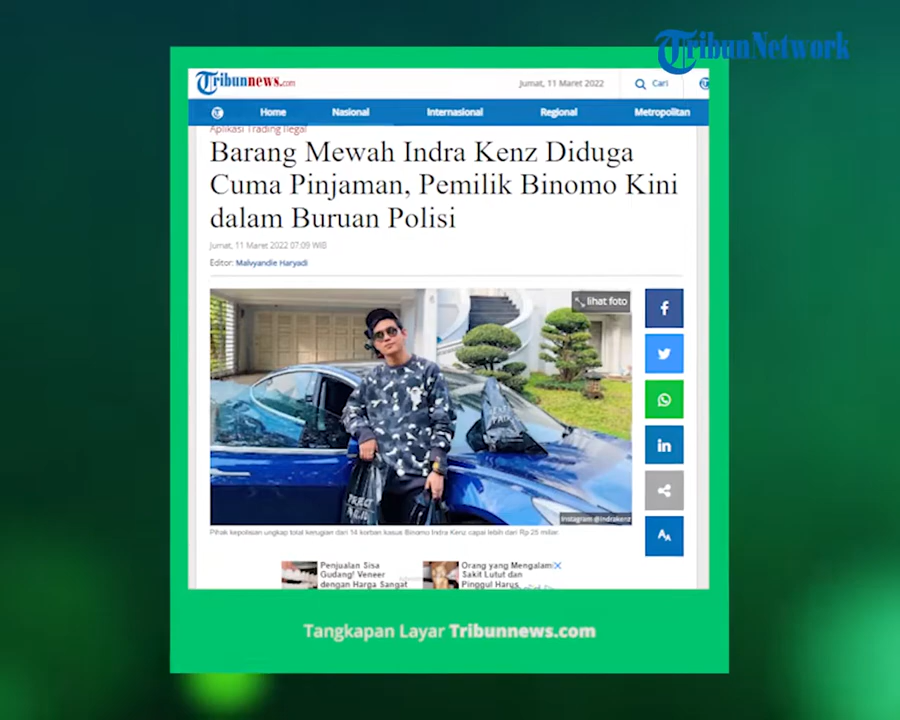 TribunNetwork
Tribunnews.com
Jumat, 11 Maret 2022
Cari
Home
Nasional
Internasional
Regional
Metropolitan
Aplikasi Trading Ilegal
Barang Mewah Indra Kenz Diduga
Cuma Pinjaman, Pemilik Binomo Kini
dalam Buruan Polisi
Jumat, 11 Maret 2022 07:09 WIB
Editor: Malvyandie Haryadi
lihat foto
Instagram @indrakenz
Pihak kepolisian ungkap total kerugian dari 14 korban kasus Binomo Indra Kenz capai lebih dari Rp 25 miliar.
Penjualan Sisa
Gudang! Veneer
dengan Harga Sangat
Orang yang Mengalami
Sakit Lutut dan
Pinggul Harus
Tangkapan Layar Tribunnews.com